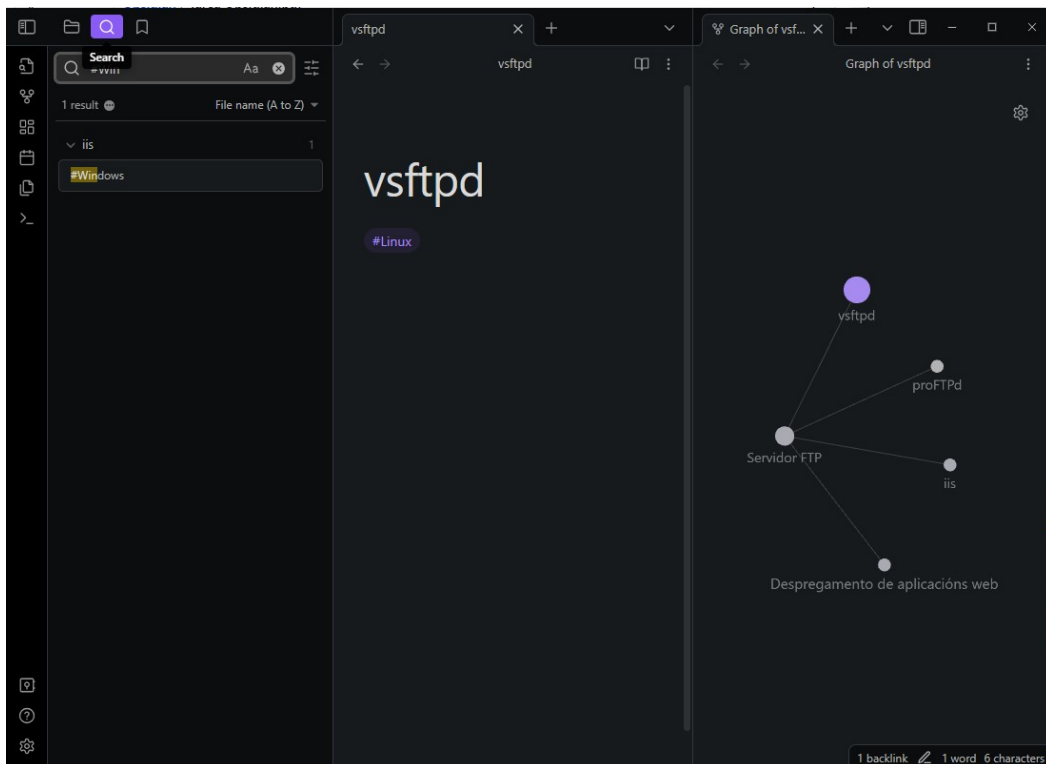 vsftpd
Graph of vsf...
Search
#Win
Aa
vsftpd
Graph of vsftpd
1 result
File name (A to Z)
iis
1
#Windows
vsftpd
#Linux
vsftpd
proFTPd
Servidor FTP
iis
Despregamento de aplicacións web
1 backlink
1 word
6 characters